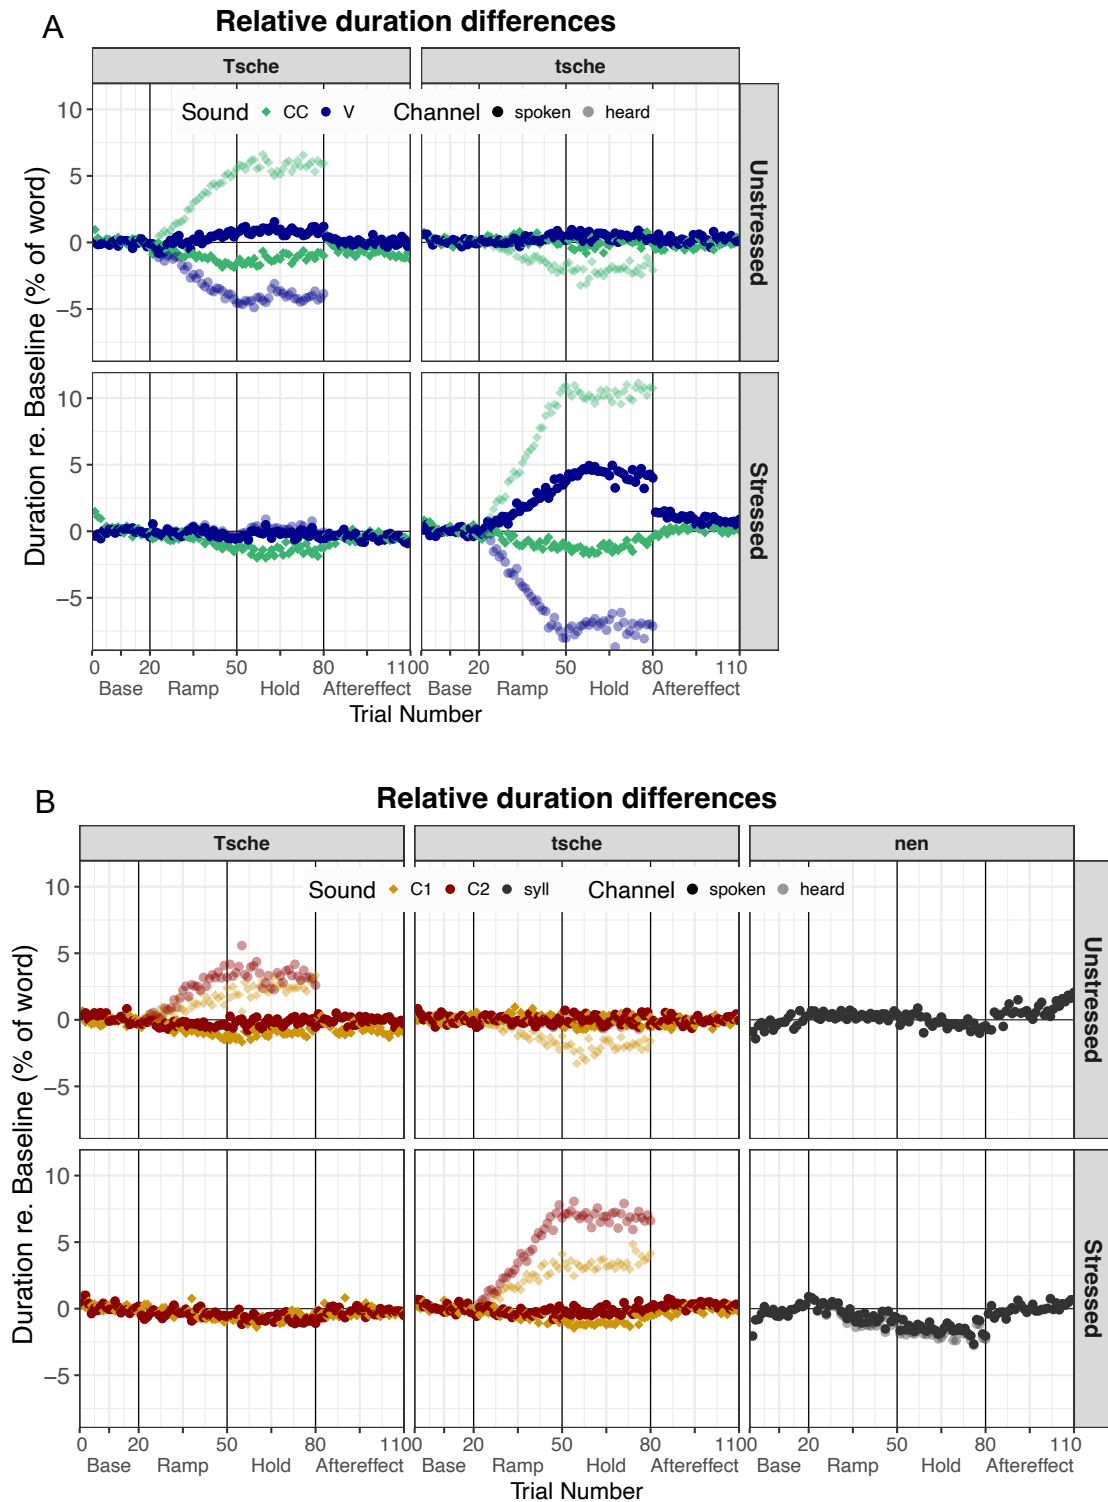 A
Relative duration differences
Tsche tsche
Sound CC V Channel spoken heard
10
5
0
−5
Unstressed
10
5
0
−5
Stressed
Duration re. Baseline (% of word)
0 20 50 80 110 0 20 50 80 110
Base Ramp Hold Aftereffect Base Ramp Hold Aftereffect
Trial Number
B
Relative duration differences
Tsche tsche nen
Sound C1 C2 syll Channel spoken heard
10
5
0
−5
Unstressed
10
5
0
−5
Stressed
Duration re. Baseline (% of word)
0 20 50 80 110 0 20 50 80 110 0 20 50 80 110
Base Ramp Hold Aftereffect Base Ramp Hold Aftereffect Base Ramp Hold Aftereffect
Trial Number